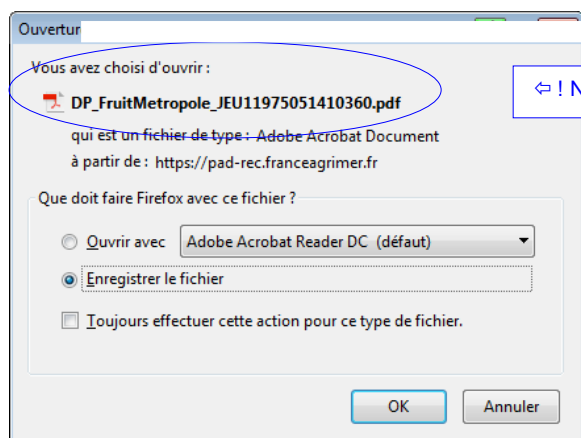 Ouvertur
Vous avez choisi d'ouvrir :
⇦ ! N
DP_FruitMetropole_JEU11975051410360.pdf
qui est un fichier de type : Adobe Acrobat Document
à partir de : https://pad-rec.franceagrimer.fr
Que doit faire Firefox avec ce fichier ?
Ouvrir avec Adobe Acrobat Reader DC (défaut)
Enregistrer le fichier
Toujours effectuer cette action pour ce type de fichier.
OK Annuler